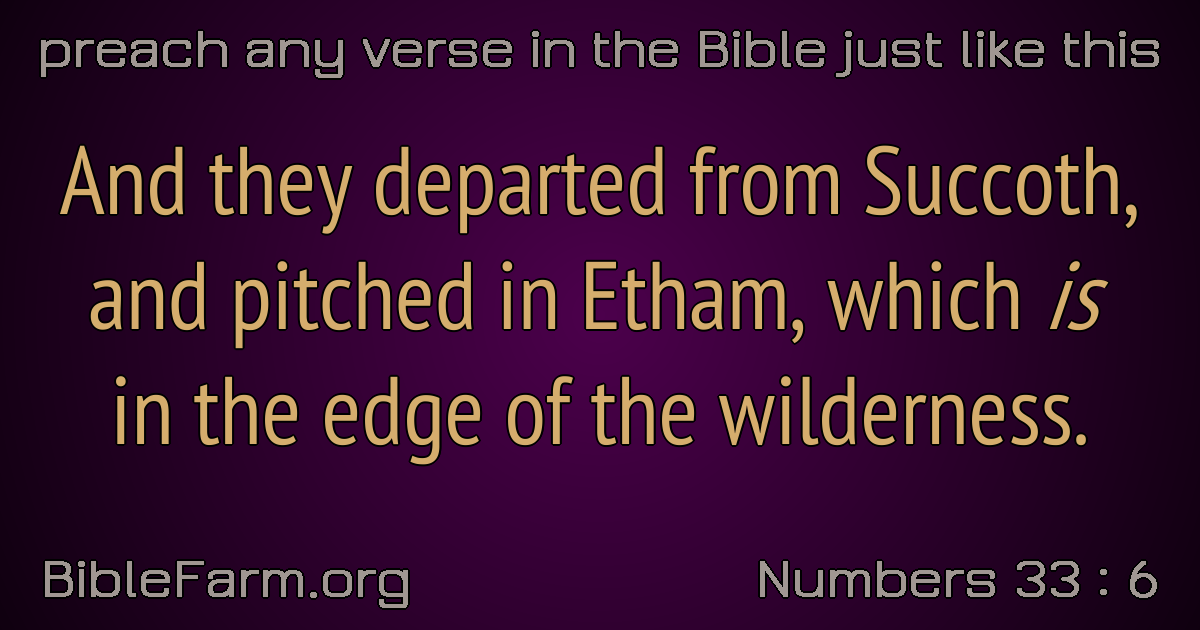 preach any verse in the Bible just like this
And they departed from Succoth,
and pitched in Etham, which is
in the edge of the wilderness.
BibleFarm.org
Numbers 33 : 6